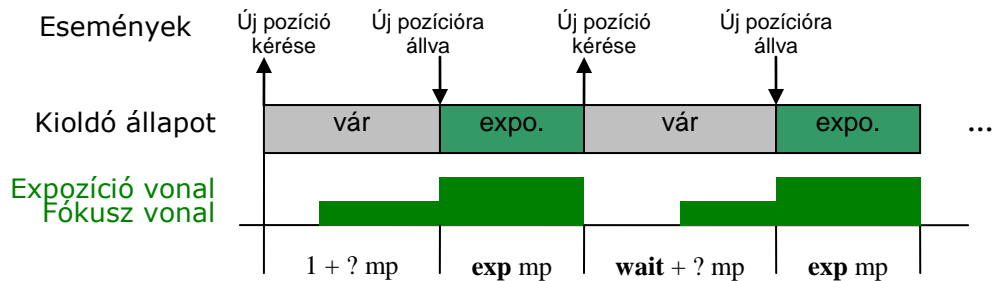 Események
Új pozíció
kérése
Új pozícióra
állva
Új pozíció
kérése
Új pozícióra
állva
Kioldó állapot
vár
expo.
vár
expo.
...
Expozíció vonal
Fókusz vonal
1 + ? mp
exp mp
wait + ? mp
exp mp